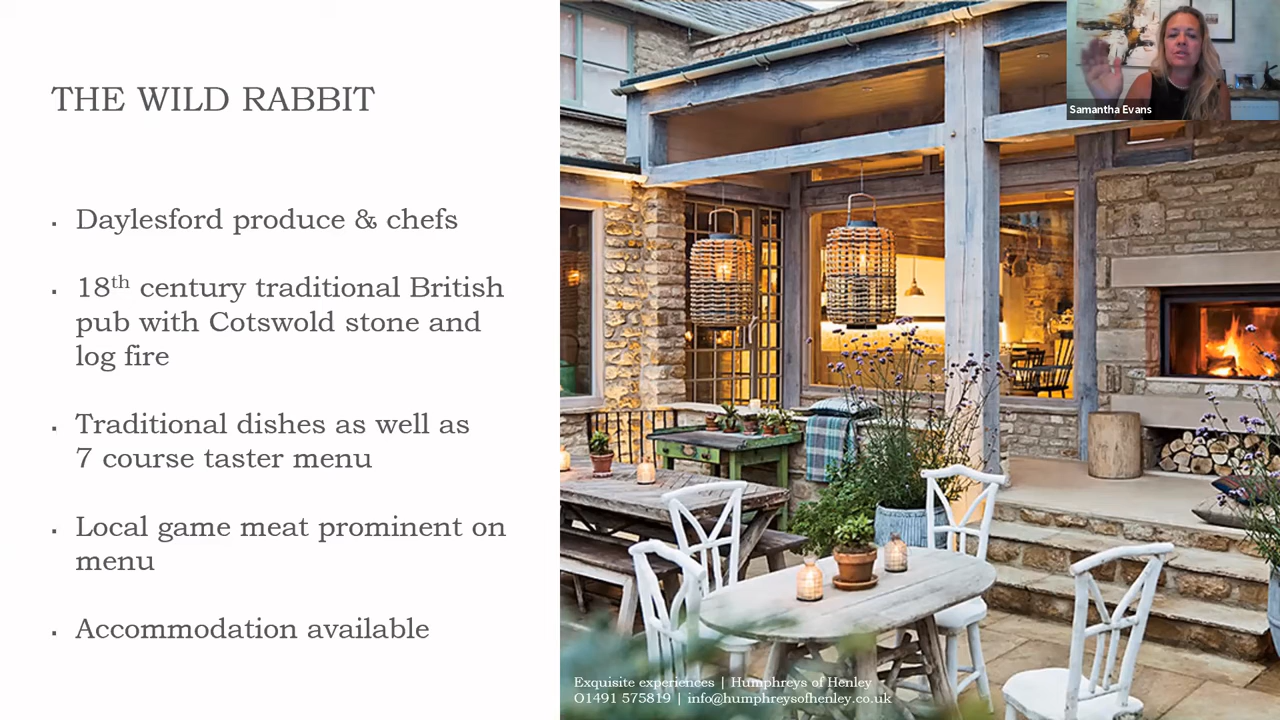 THE WILD RABBIT
Samantha Evans
▪ Daylesford produce & chefs
▪ 18th century traditional British
pub with Cotswold stone and
log fire
▪ Traditional dishes as well as
7 course taster menu
▪ Local game meat prominent on
menu
▪ Accommodation available
Exquisite experiences | Humphreys of Henley
O1491 575819 | info@humphreysofhenley.co.uk